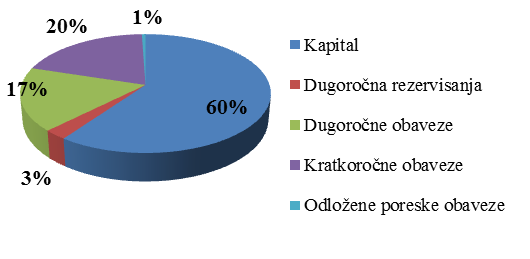 1%
20%
17%
60%
3%
Kapital
Dugoročna rezervisanja
Dugoročne obaveze
Kratkoročne obaveze
Odložene poreske obaveze